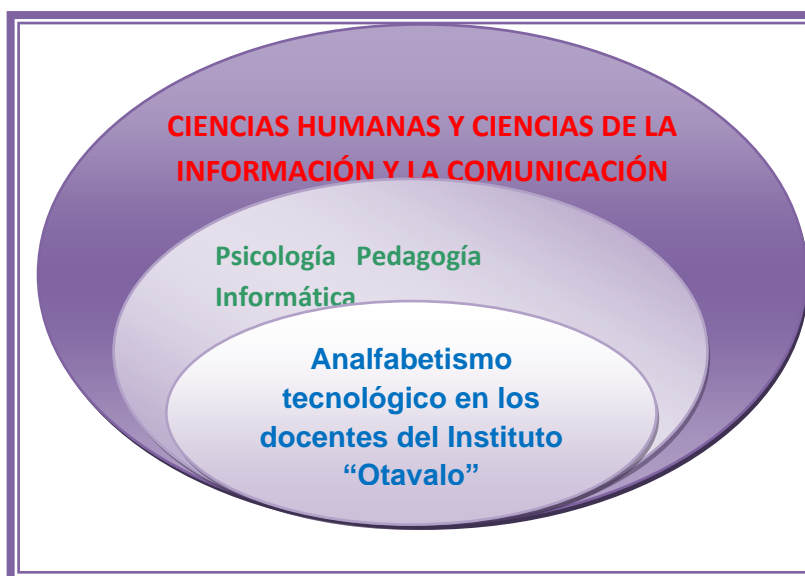 CIENCIAS HUMANAS Y CIENCIAS DE LA
INFORMACIÓN Y LA COMUNICACIÓN
Psicología Pedagogía
Informática
Analfabetismo
tecnológico en los
docentes del Instituto
“Otavalo”